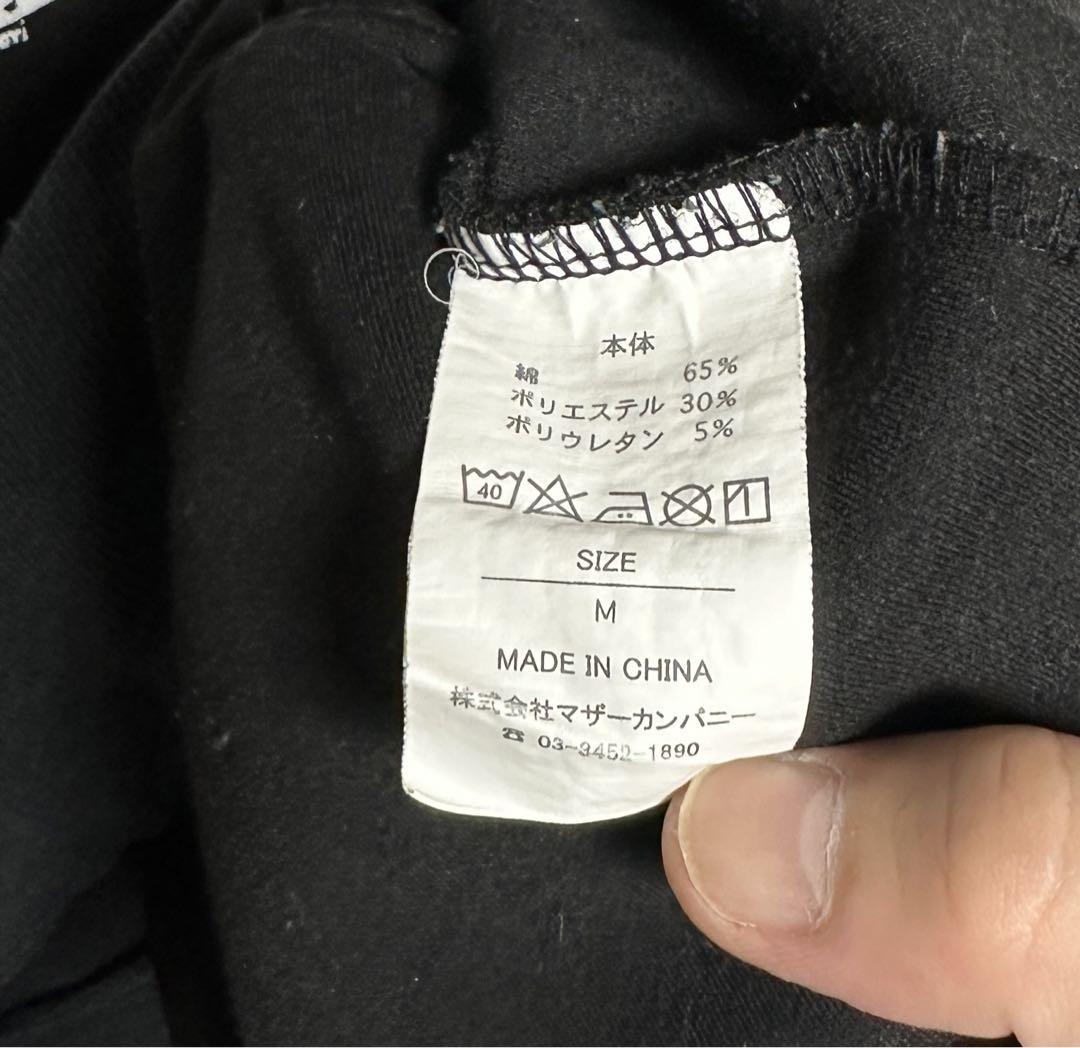 本体
綿 65%
ポリエステル 30%
ポリウレタン 5%
40
SIZE
M
MADE IN CHINA
株式会社マザーカンパニー
☎ 03-3452-1890